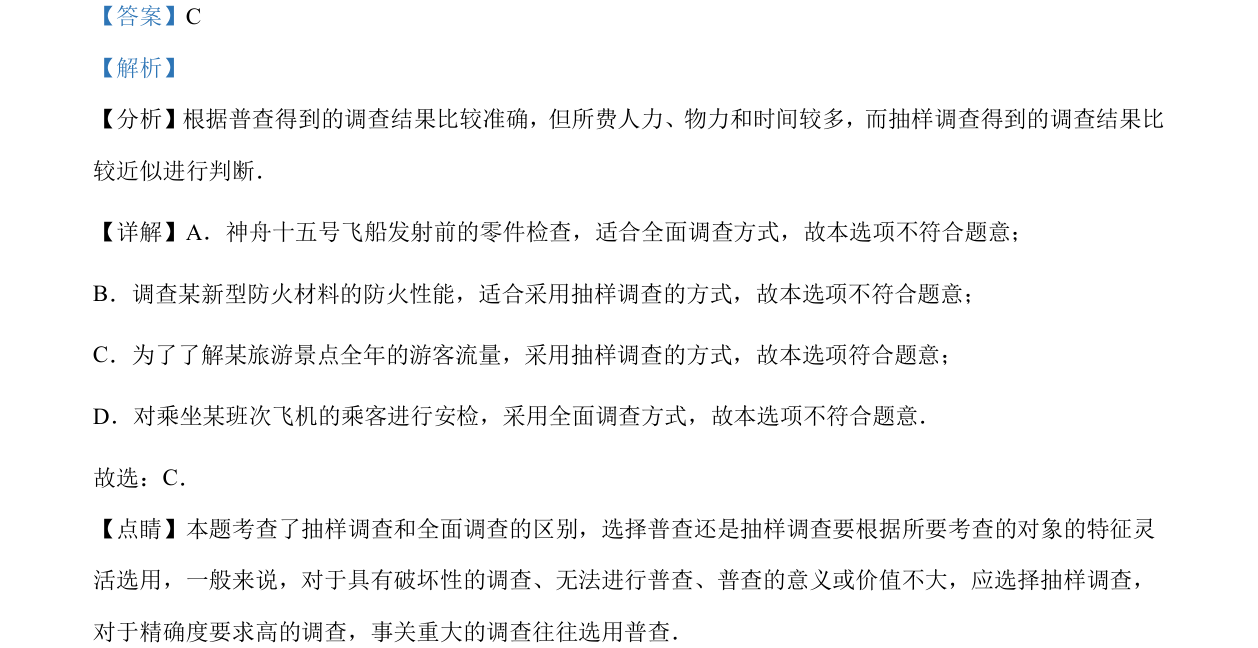 【答案】C
【解析】
【分析】根据普查得到的调查结果比较准确，但所费人力、物力和时间较多，而抽样调查得到的调查结果比
较近似进行判断．
【详解】A．神舟十五号飞船发射前的零件检查，适合全面调查方式，故本选项不符合题意；
B．调查某新型防火材料的防火性能，适合采用抽样调查的方式，故本选项不符合题意；
C．为了了解某旅游景点全年的游客流量，采用抽样调查的方式，故本选项符合题意；
D．对乘坐某班次飞机的乘客进行安检，采用全面调查方式，故本选项不符合题意．
故选：C．
【点睛】本题考查了抽样调查和全面调查的区别，选择普查还是抽样调查要根据所要考查的对象的特征灵
活选用，一般来说，对于具有破坏性的调查、无法进行普查、普查的意义或价值不大，应选择抽样调查，
对于精确度要求高的调查，事关重大的调查往往选用普查．